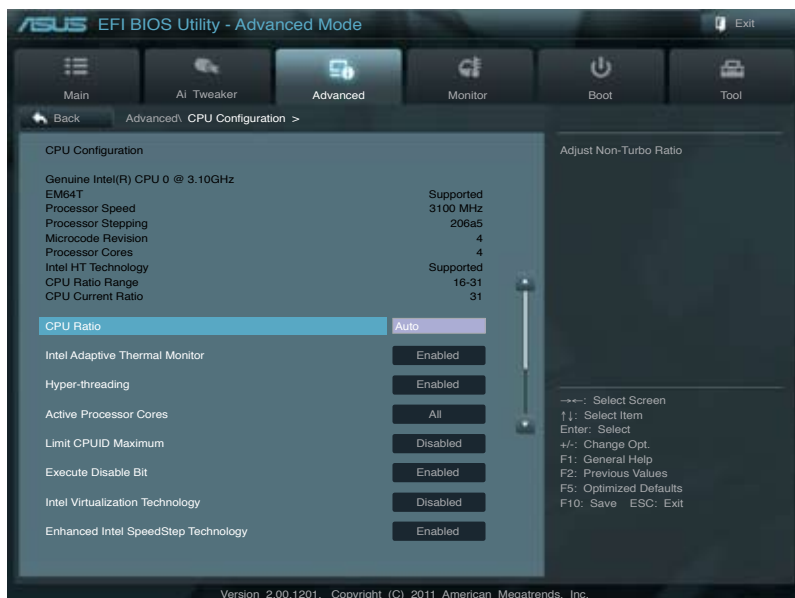 ASUS EFI BIOS Utility - Advanced Mode
Exit
Main
Ai Tweaker
Advanced
Monitor
Boot
Tool
Back
Advanced\ CPU Configuration >
CPU Configuration
Adjust Non-Turbo Ratio
Genuine Intel(R) CPU 0 @ 3.10GHz
EM64T Supported
Processor Speed 3100 MHz
Processor Stepping 206a5
Microcode Revision 4
Processor Cores 4
Intel HT Technology Supported
CPU Ratio Range 16-31
CPU Current Ratio 31
CPU Ratio Auto
Intel Adaptive Thermal Monitor Enabled
Hyper-threading Enabled
Active Processor Cores All
Limit CPUID Maximum Disabled
Execute Disable Bit Enabled
Intel Virtualization Technology Disabled
Enhanced Intel SpeedStep Technology Enabled
→←: Select Screen
↑↓: Select Item
Enter: Select
+/-: Change Opt.
F1: General Help
F2: Previous Values
F5: Optimized Defaults
F10: Save ESC: Exit
Version 2.00.1201. Copyright (C) 2011 American Megatrends, Inc.